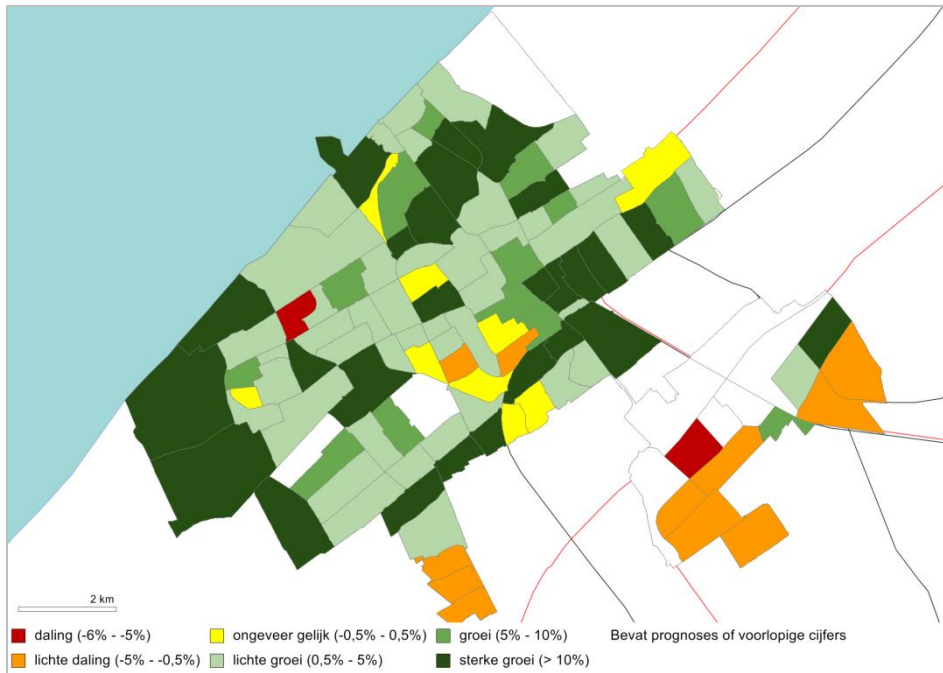 2 km
daling (-6% - -5%)
ongeveer gelijk (-0,5% - 0,5%)
groei (5% - 10%)
Bevat prognoses of voorlopige cijfers
lichte daling (-5% - -0,5%)
lichte groei (0,5% - 5%)
sterke groei (> 10%)